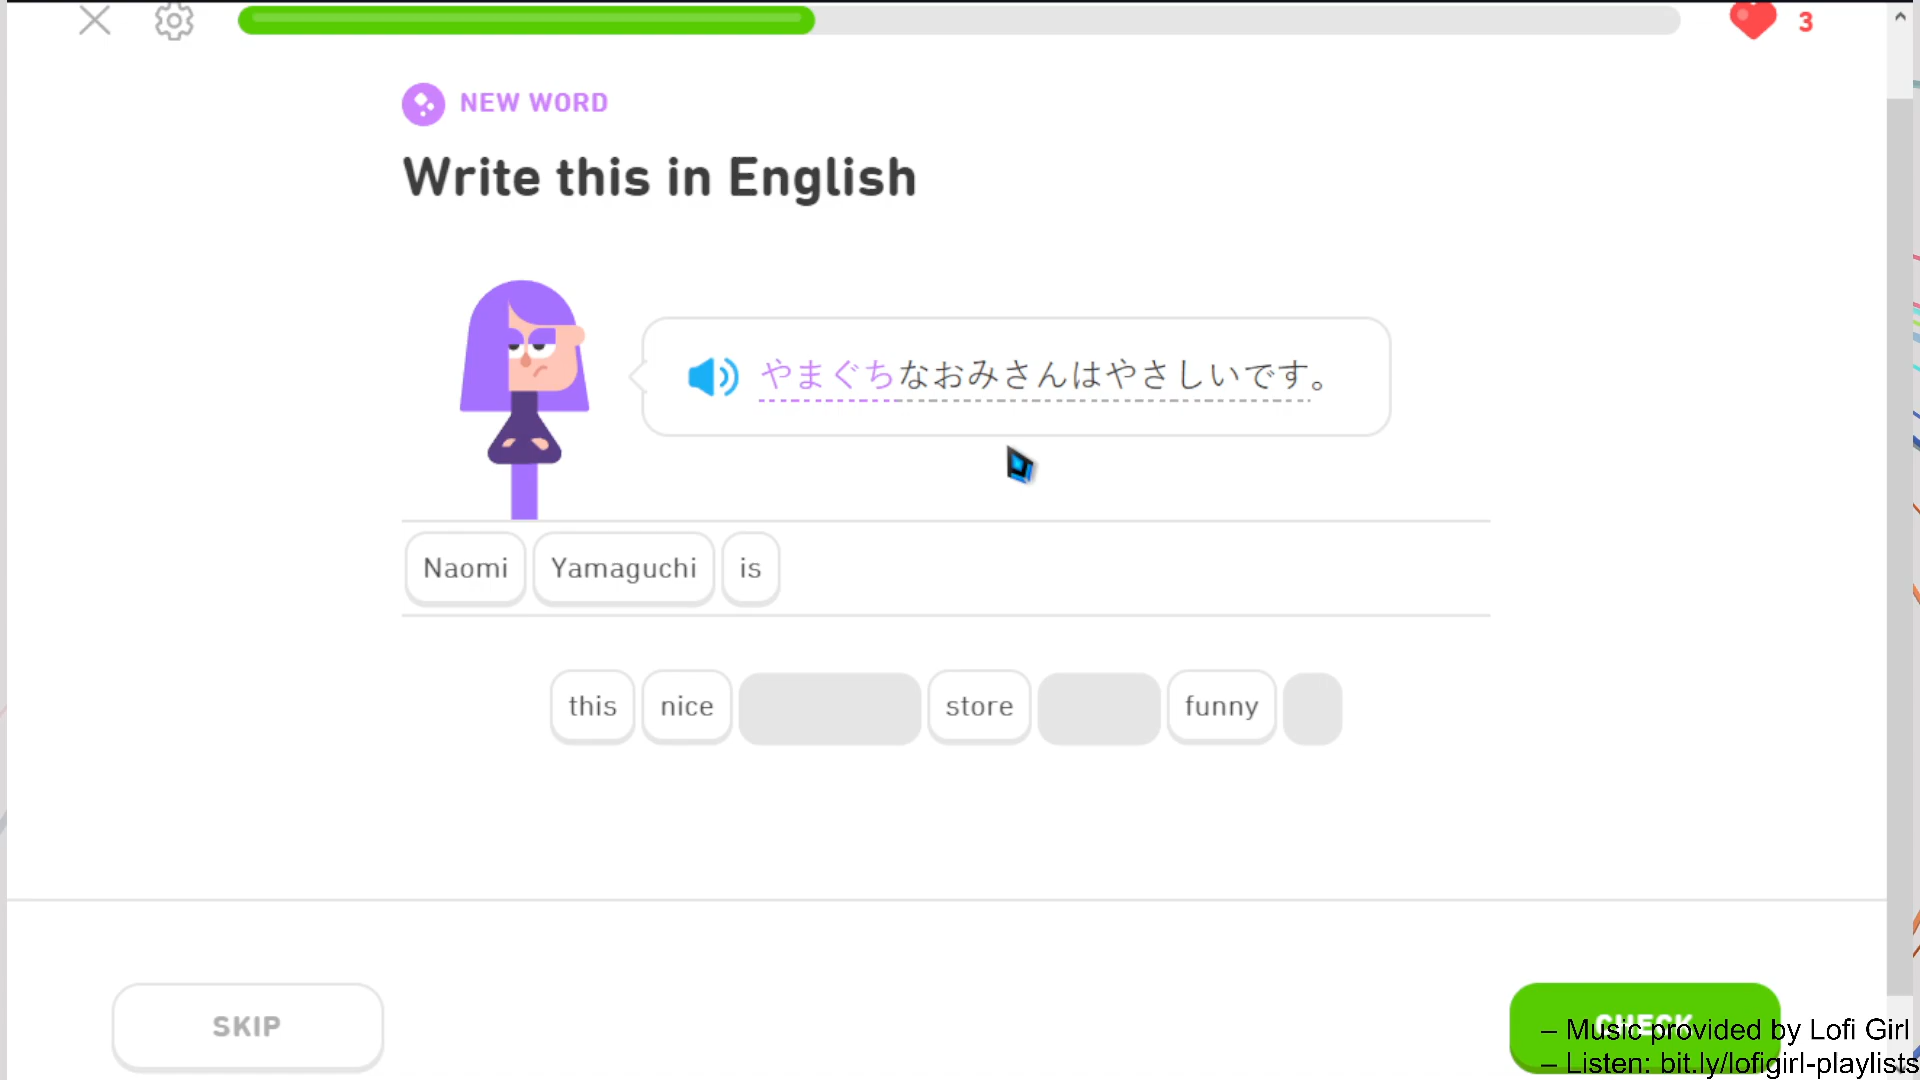 3
NEW WORD
Write this in English
やまぐちなおみさんはやさしいです。
Naomi Yamaguchi is
this nice store funny
SKIP
CHECK
– Music provided by Lofi Girl
– Listen: bit.ly/lofigirl-playlists